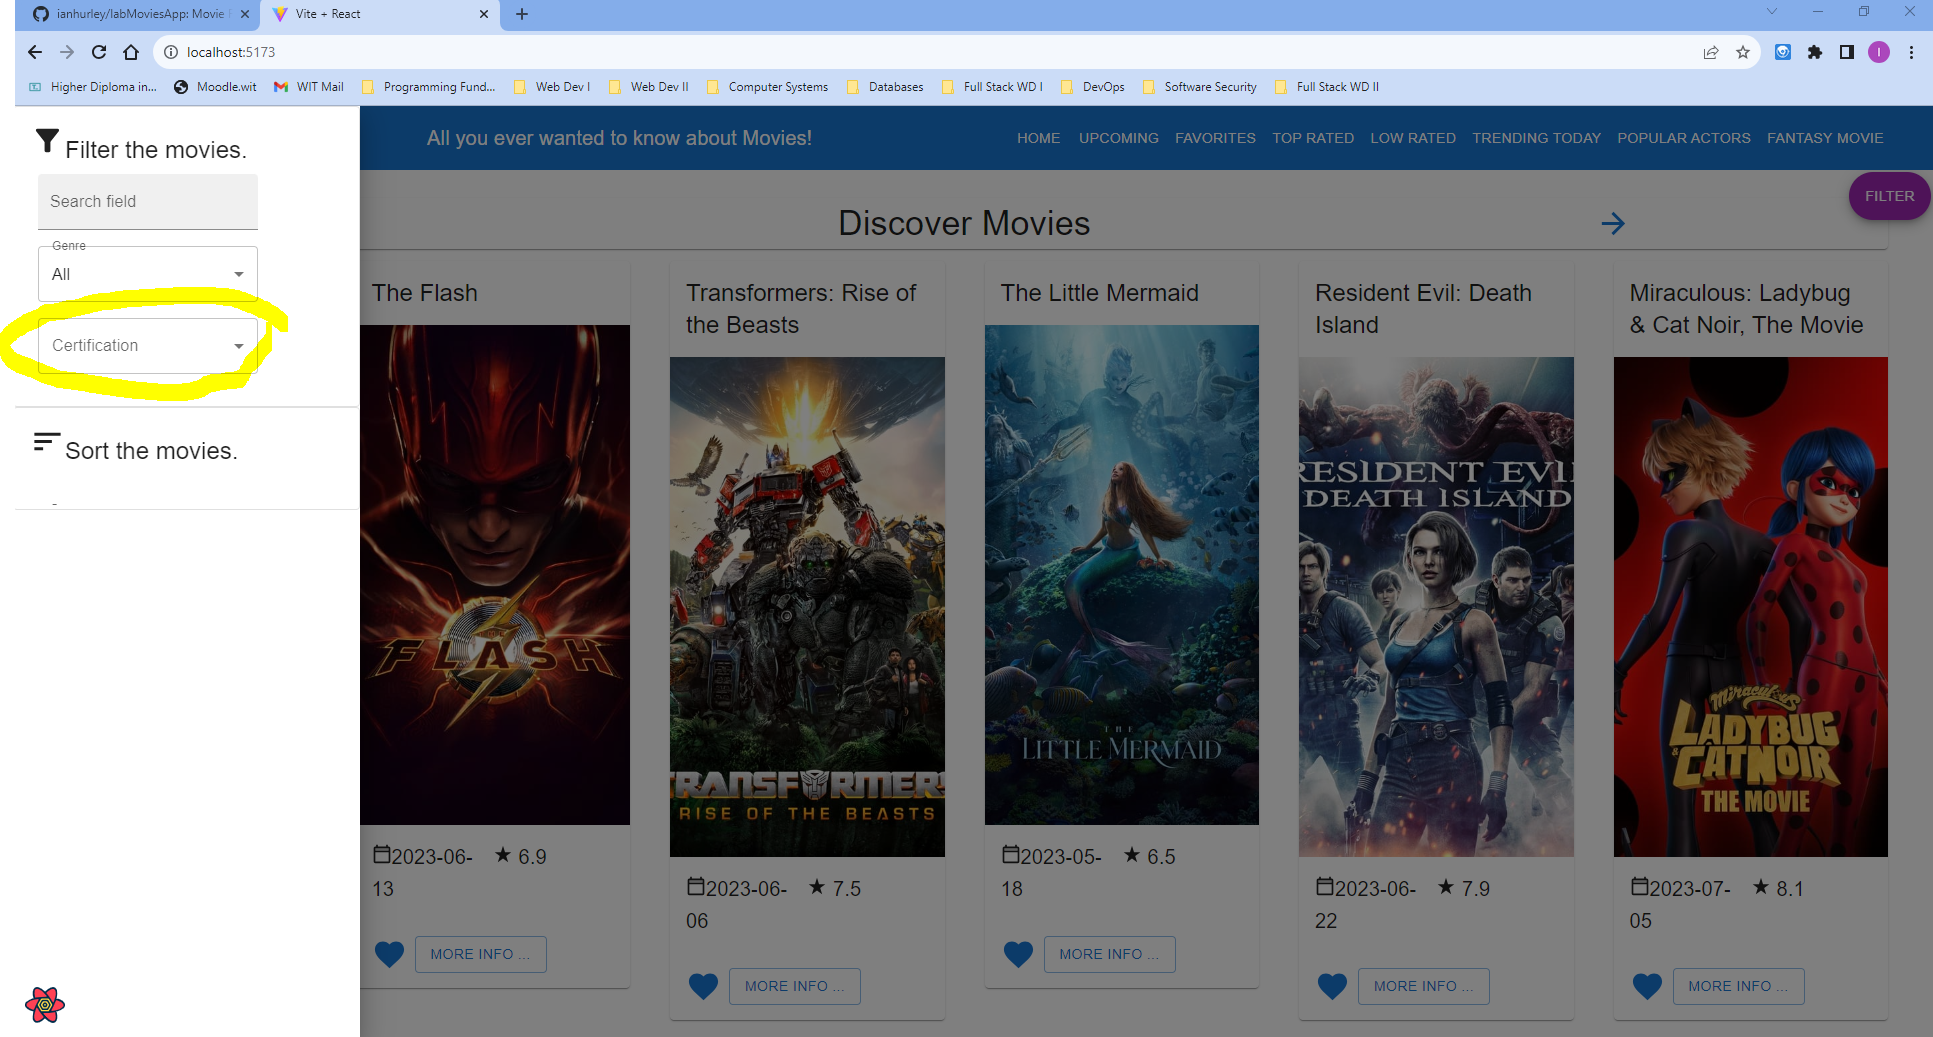 ianhurley/labMoviesApp: Movie
Vite + React
localhost:5173
I
Higher Diploma in...
Moodle.wit
WIT Mail
Programming Fund...
Web Dev I
Web Dev II
Computer Systems
Databases
Full Stack WD I
DevOps
Software Security
Full Stack WD II
Filter the movies.
Search field
Genre
All
Certification
Sort the movies.
All you ever wanted to know about Movies!
HOME
UPCOMING
FAVORITES
TOP RATED
LOW RATED
TRENDING TODAY
POPULAR ACTORS
FANTASY MOVIE
FILTER
Discover Movies
The Flash
THE
FLASH
2023-06-
13
6.9
MORE INFO ...
Transformers: Rise of
the Beasts
TRANSFORMERS
RISE OF THE BEASTS
2023-06-
06
7.5
MORE INFO ...
The Little Mermaid
THE
LITTLE MERMAID
2023-05-
18
6.5
MORE INFO ...
Resident Evil: Death
Island
RESIDENT EVIL
DEATH ISLAND
2023-06-
22
7.9
MORE INFO ...
Miraculous: Ladybug
& Cat Noir, The Movie
Miraculous
LADYBUG
& CAT NOIR
THE MOVIE
2023-07-
05
8.1
MORE INFO ...